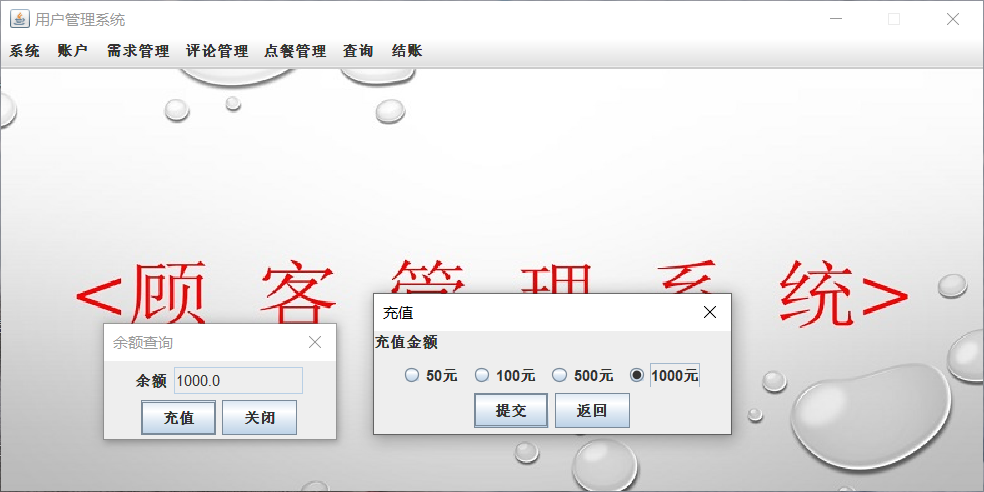 用户管理系统
系统 账户 需求管理 评论管理 点餐管理 查询 结账
<顾 客 管 理 系 统>
余额查询
余额 1000.0
充值 关闭
充值
充值金额
50元 100元 500元 1000元
提交 返回